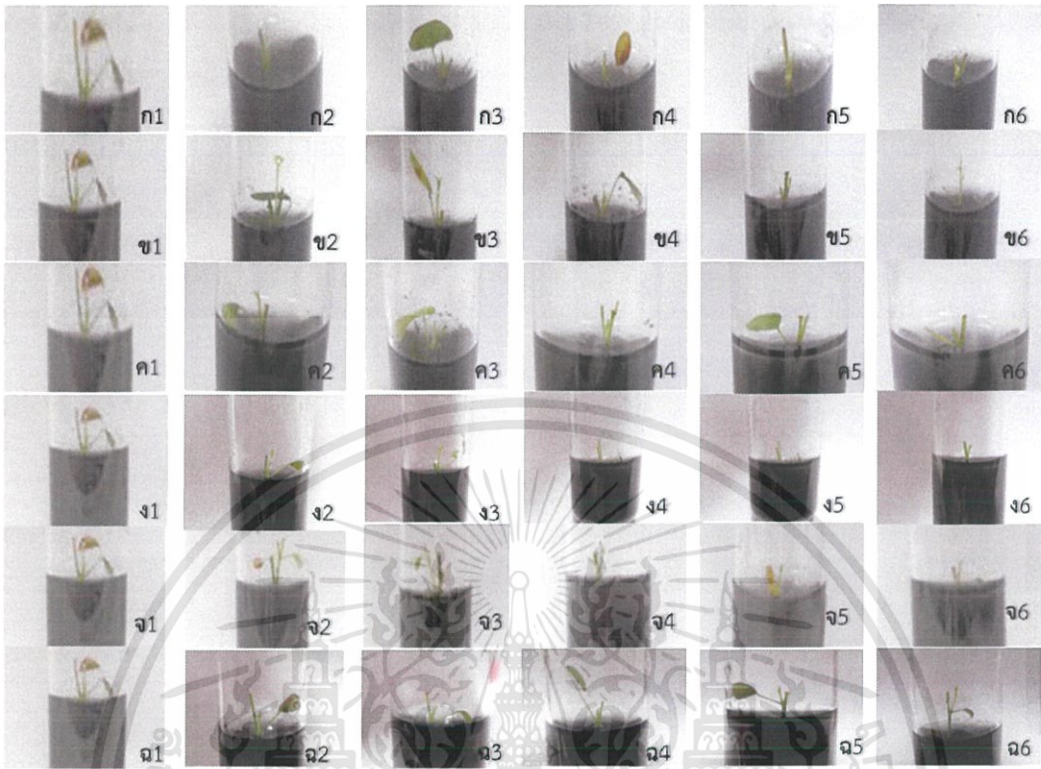 ก1 ก2 ก3 ก4 ก5 ก6
ข1 ข2 ข3 ข4 ข5 ข6
ค1 ค2 ค3 ค4 ค5 ค6
ง1 ง2 ง3 ง4 ง5 ง6
จ1 จ2 จ3 จ4 จ5 จ6
ฉ1 ฉ2 ฉ3 ฉ4 ฉ5 ฉ6